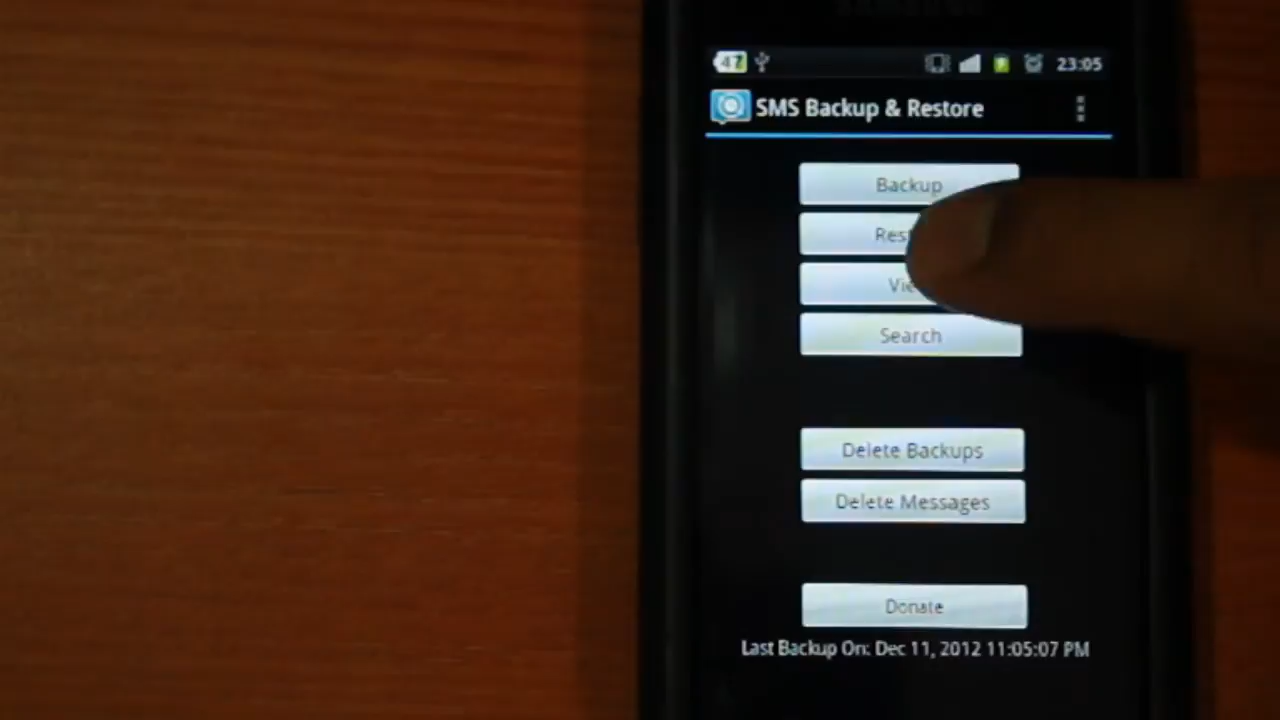 47
23:05
SMS Backup & Restore
Backup
Search
Delete Backups
Delete Messages
Donate
Last Backup On: Dec 11, 2012 11:05:07 PM